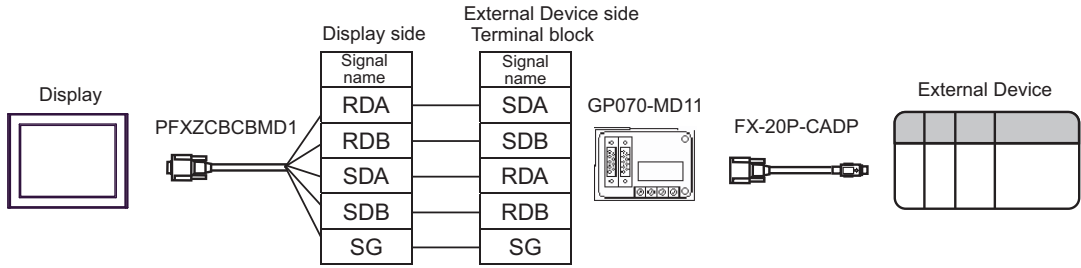 External Device side
Display side
Terminal block
Signal name
Signal name
Display
PFXZCBCBMD1
RDA
SDA
RDB
SDB
SDA
RDA
SDB
RDB
SG
SG
GP070-MD11
FX-20P-CADP
External Device